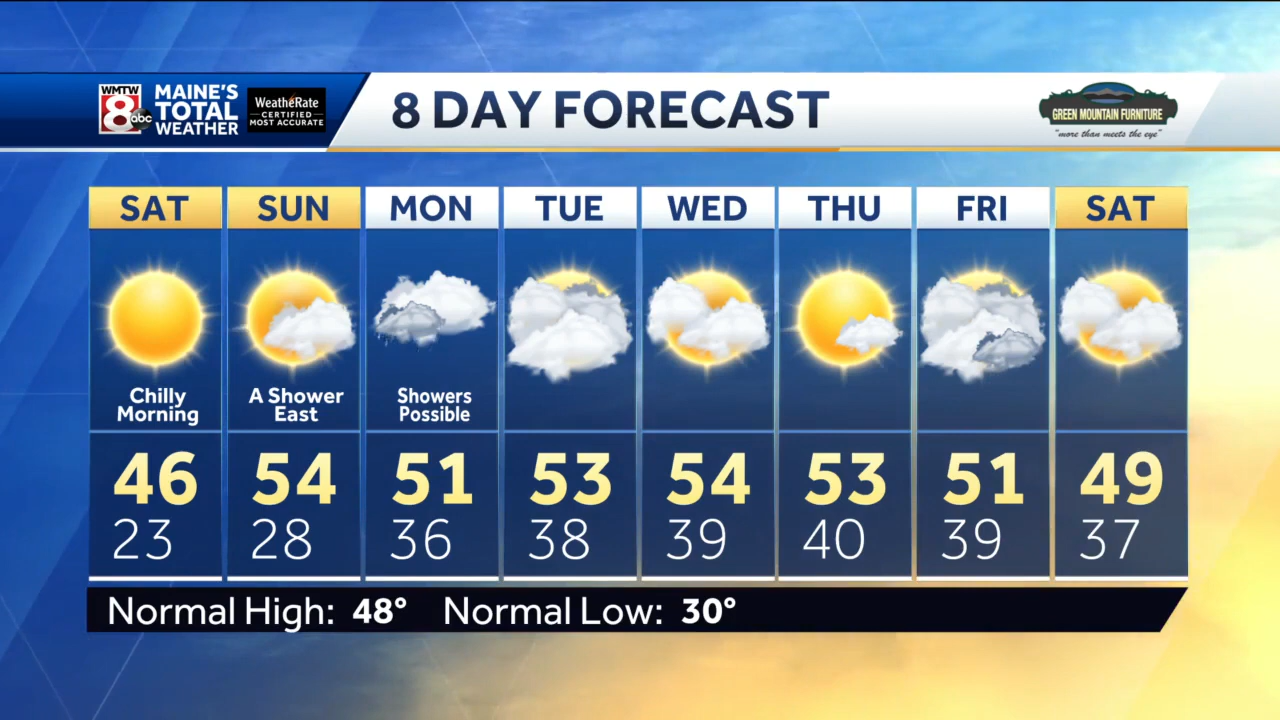 WMTW
8
abc
MAINE'S
TOTAL
WEATHER
WeatheRate
CERTIFIED
MOST ACCURATE
8 DAY FORECAST
GREEN MOUNTAIN FURNITURE
"more than meets the eye"
SAT SUN MON TUE WED THU FRI SAT
Chilly
Morning
A Shower
East
Showers
Possible
46 54 51 53 54 53 51 49
23 28 36 38 39 40 39 37
Normal High: 48° Normal Low: 30°